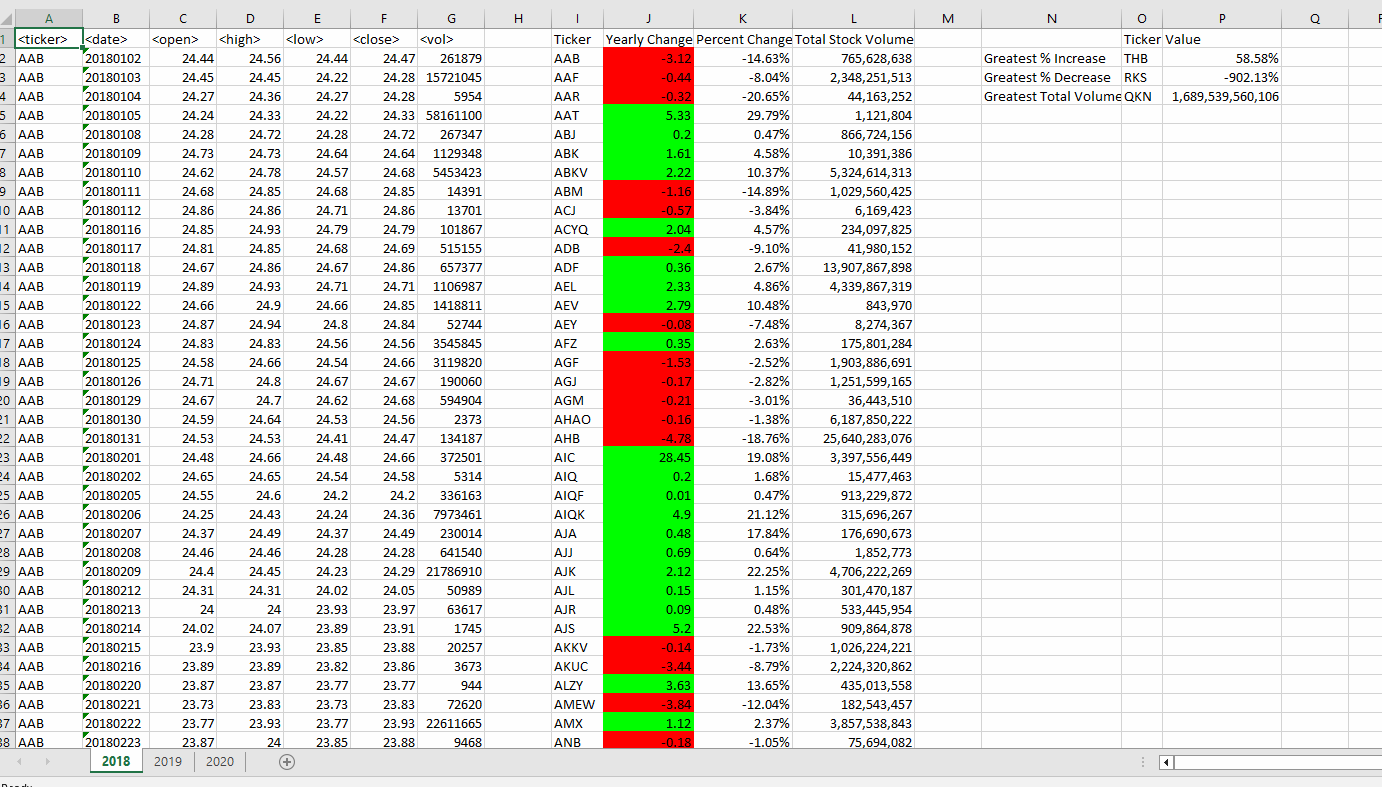 A B C D E F G H I J K L M N O P Q
1 <ticker> <date> <open> <high> <low> <close> <vol> Ticker Yearly Change Percent Change Total Stock Volume Ticker Value
2 AAB 20180102 24.44 24.56 24.44 24.47 261879 AAB -3.12 -14.63% 765,628,638 Greatest % Increase THB 58.58%
3 AAB 20180103 24.45 24.45 24.22 24.28 15721045 AAF -0.44 -8.04% 2,348,251,513 Greatest % Decrease RKS -902.13%
4 AAB 20180104 24.27 24.36 24.27 24.28 5954 AAR -0.32 -20.65% 44,163,252 Greatest Total Volume QKN 1,689,539,560,106
5 AAB 20180105 24.24 24.33 24.22 24.33 58161100 AAT 5.33 29.79% 1,121,804
6 AAB 20180108 24.28 24.72 24.28 24.72 267347 ABJ 0.2 0.47% 866,724,156
7 AAB 20180109 24.73 24.73 24.64 24.64 1129348 ABK 1.61 4.58% 10,391,386
8 AAB 20180110 24.62 24.78 24.57 24.68 5453423 ABKV 2.22 10.37% 5,324,614,313
9 AAB 20180111 24.68 24.85 24.68 24.85 14391 ABM -1.16 -14.89% 1,029,560,425
10 AAB 20180112 24.86 24.86 24.71 24.86 13701 ACJ -0.57 -3.84% 6,169,423
11 AAB 20180116 24.85 24.93 24.79 24.79 101867 ACYQ 2.04 4.57% 234,097,825
12 AAB 20180117 24.81 24.85 24.68 24.69 515155 ADB -2.4 -9.10% 41,980,152
13 AAB 20180118 24.67 24.86 24.67 24.86 657377 ADF 0.36 2.67% 13,907,867,898
14 AAB 20180119 24.89 24.93 24.71 24.71 1106987 AEL 2.33 4.86% 4,339,867,319
15 AAB 20180122 24.66 24.9 24.66 24.85 1418811 AEV 2.79 10.48% 843,970
16 AAB 20180123 24.87 24.94 24.8 24.84 52744 AEY -0.08 -7.48% 8,274,367
17 AAB 20180124 24.83 24.83 24.56 24.56 3545845 AFZ 0.35 2.63% 175,801,284
18 AAB 20180125 24.58 24.66 24.54 24.66 3119820 AGF -1.53 -2.52% 1,903,886,691
19 AAB 20180126 24.71 24.8 24.67 24.67 190060 AGJ -0.17 -2.82% 1,251,599,165
20 AAB 20180129 24.67 24.7 24.62 24.68 594904 AGM -0.21 -3.01% 36,443,510
21 AAB 20180130 24.59 24.64 24.53 24.56 2373 AHAO -0.16 -1.38% 6,187,850,222
22 AAB 20180131 24.53 24.53 24.41 24.47 134187 AHB -4.78 -18.76% 25,640,283,076
23 AAB 20180201 24.48 24.66 24.48 24.66 372501 AIC 28.45 19.08% 3,397,556,449
24 AAB 20180202 24.65 24.65 24.54 24.58 5314 AIQ 0.2 1.68% 15,477,463
25 AAB 20180205 24.55 24.6 24.2 24.2 336163 AIQF 0.01 0.47% 913,229,872
26 AAB 20180206 24.25 24.43 24.24 24.36 7973461 AIQK 4.9 21.12% 315,696,267
27 AAB 20180207 24.37 24.49 24.37 24.49 230014 AJA 0.48 17.84% 176,690,673
28 AAB 20180208 24.46 24.46 24.28 24.28 641540 AJJ 0.69 0.64% 1,852,773
29 AAB 20180209 24.4 24.45 24.23 24.29 21786910 AJK 2.12 22.25% 4,706,222,269
30 AAB 20180212 24.31 24.31 24.02 24.05 50989 AJL 0.15 1.15% 301,470,187
31 AAB 20180213 24 24 23.93 23.97 63617 AJR 0.09 0.48% 533,445,954
32 AAB 20180214 24.02 24.07 23.89 23.91 1745 AJS 5.2 22.53% 909,864,878
33 AAB 20180215 23.9 23.93 23.85 23.88 20257 AKKV -0.14 -1.73% 1,026,224,221
34 AAB 20180216 23.89 23.89 23.82 23.86 3673 AKUC -3.44 -8.79% 2,224,320,862
35 AAB 20180220 23.87 23.87 23.77 23.77 944 ALZY 3.63 13.65% 435,013,558
36 AAB 20180221 23.73 23.83 23.73 23.83 72620 AMEW -3.84 -12.04% 182,543,457
37 AAB 20180222 23.77 23.93 23.77 23.93 22611665 AMX 1.12 2.37% 3,857,538,843
38 AAB 20180223 23.87 24 23.85 23.88 9468 ANB -0.18 -1.05% 75,694,082
2018 2019 2020